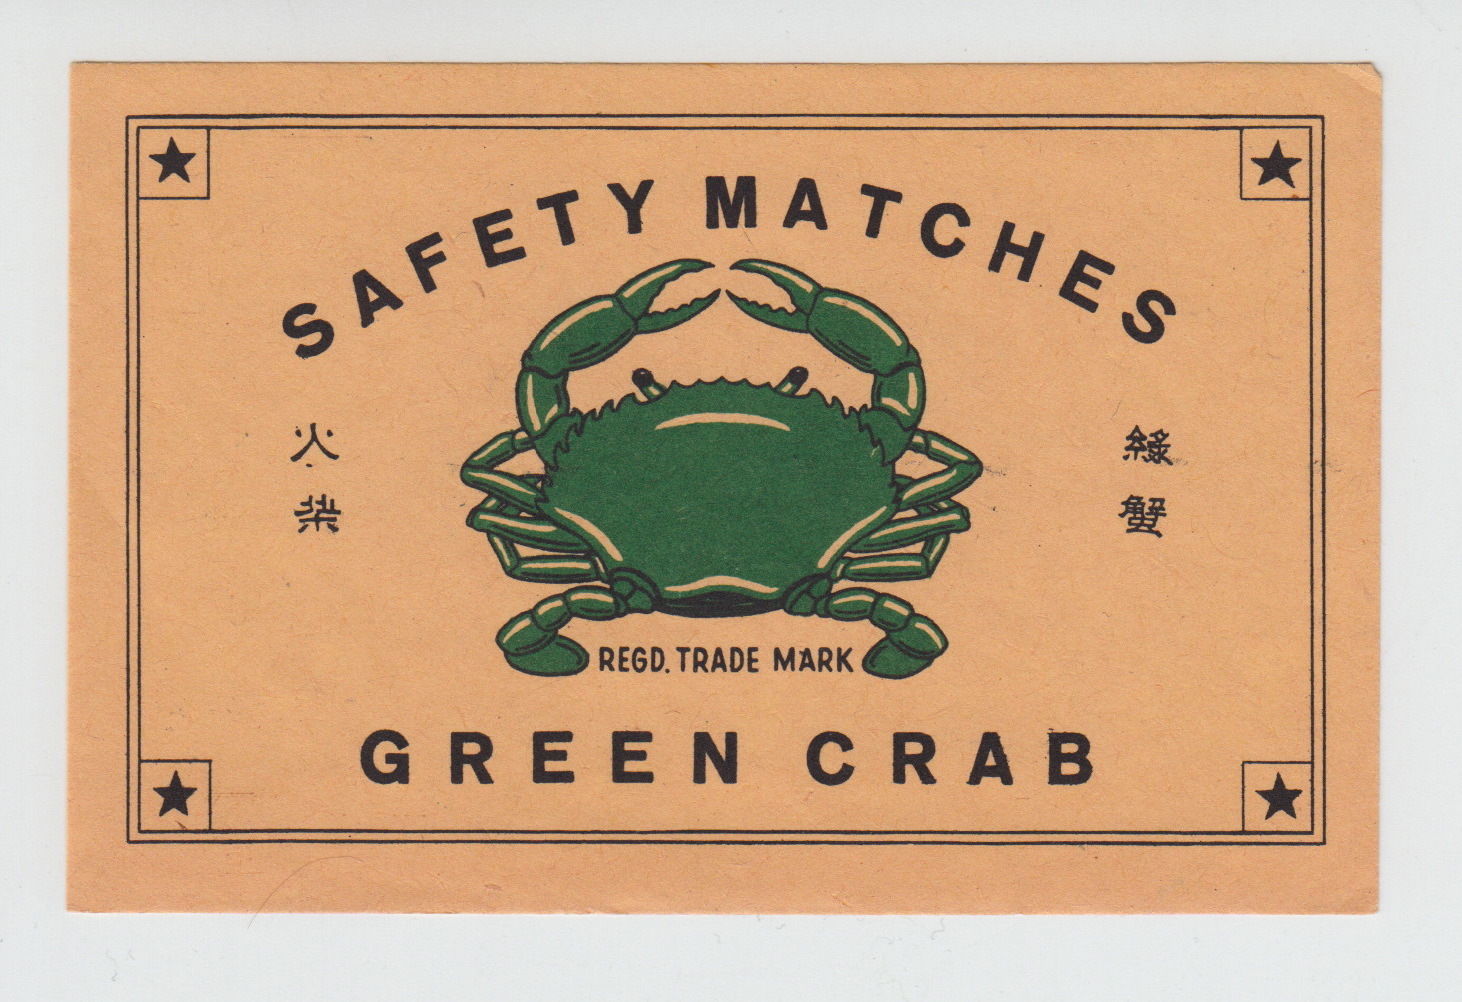 SAFETY MATCHES
綠蟹
火柴
REGD. TRADE MARK
GREEN CRAB